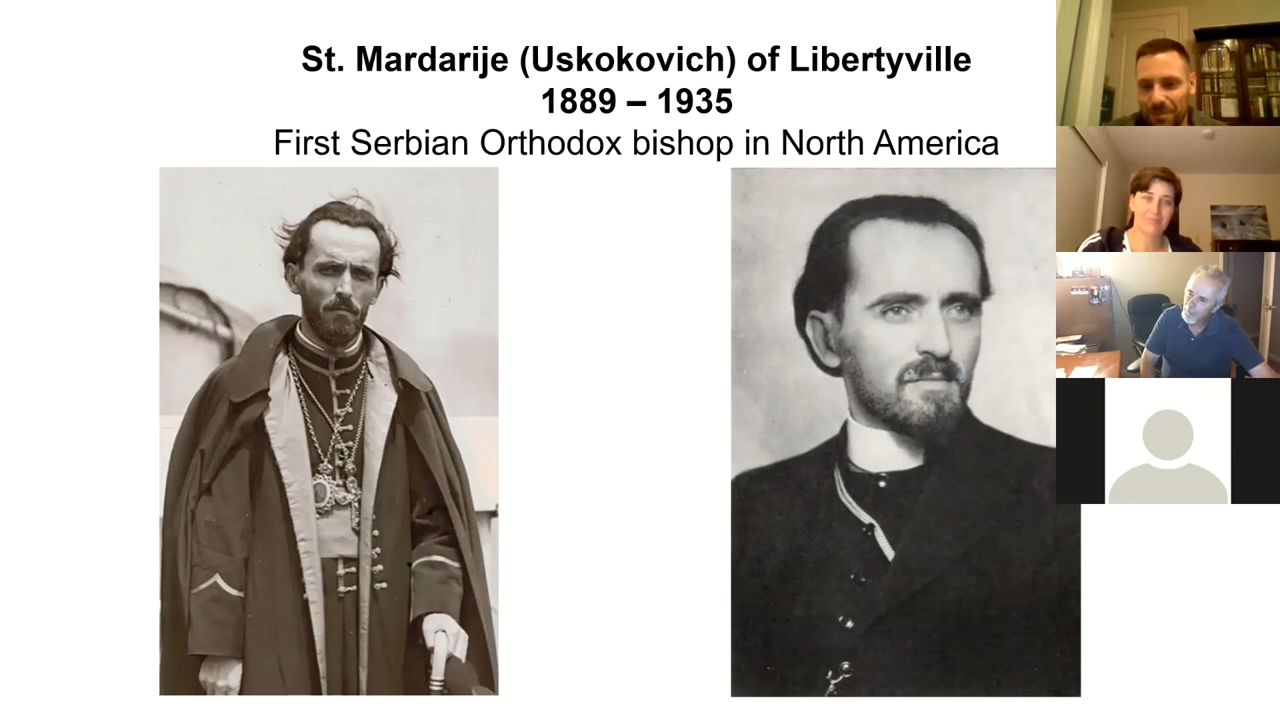 St. Mardarije (Uskokovich) of Libertyville
1889 – 1935
First Serbian Orthodox bishop in North America